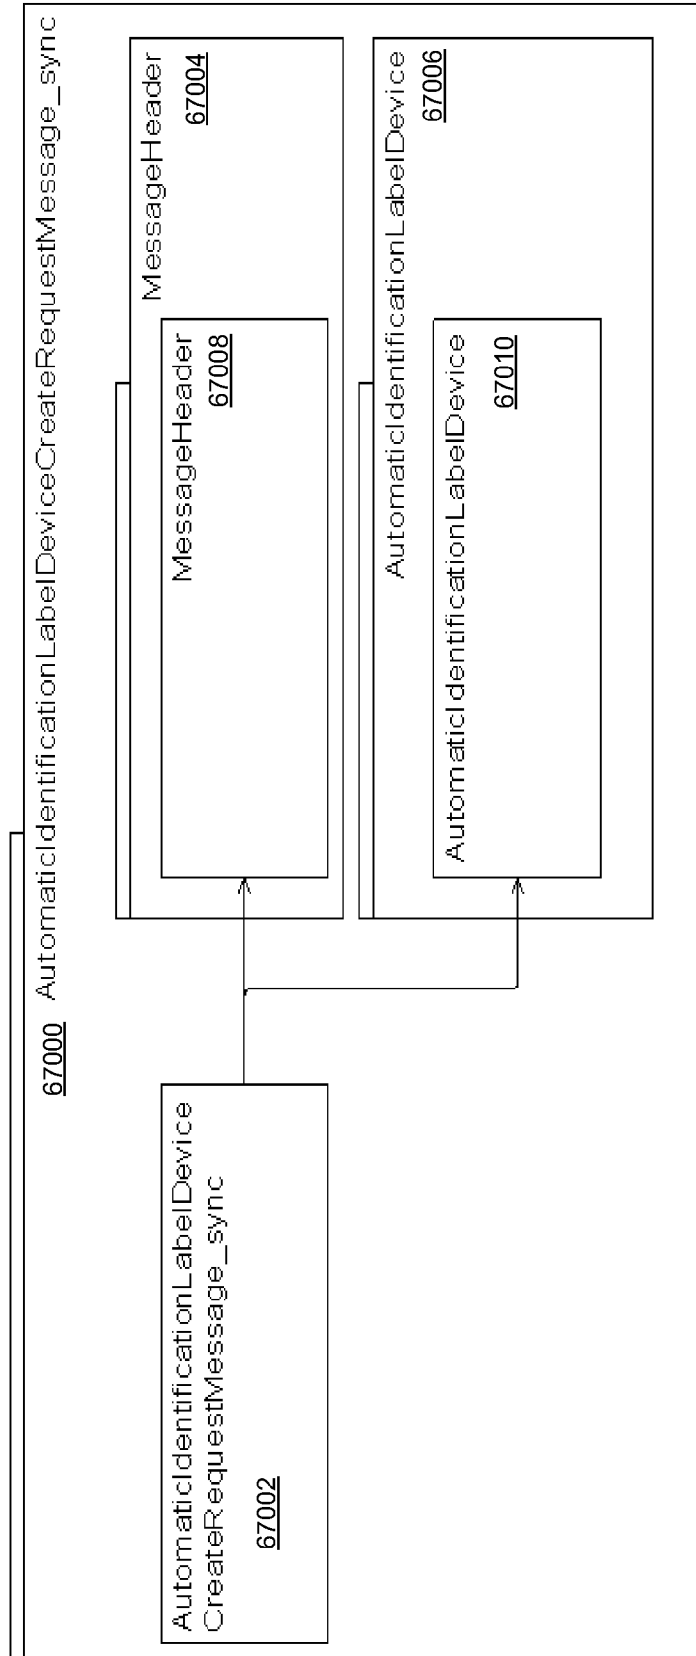 67000 AutomaticIdentificationLabelDeviceCreateRequestMessage_sync
AutomaticIdentificationLabelDevice
CreateRequestMessage_sync
67002
MessageHeader
67004
MessageHeader
67008
AutomaticIdentificationLabelDevice
67006
AutomaticIdentificationLabelDevice
67010